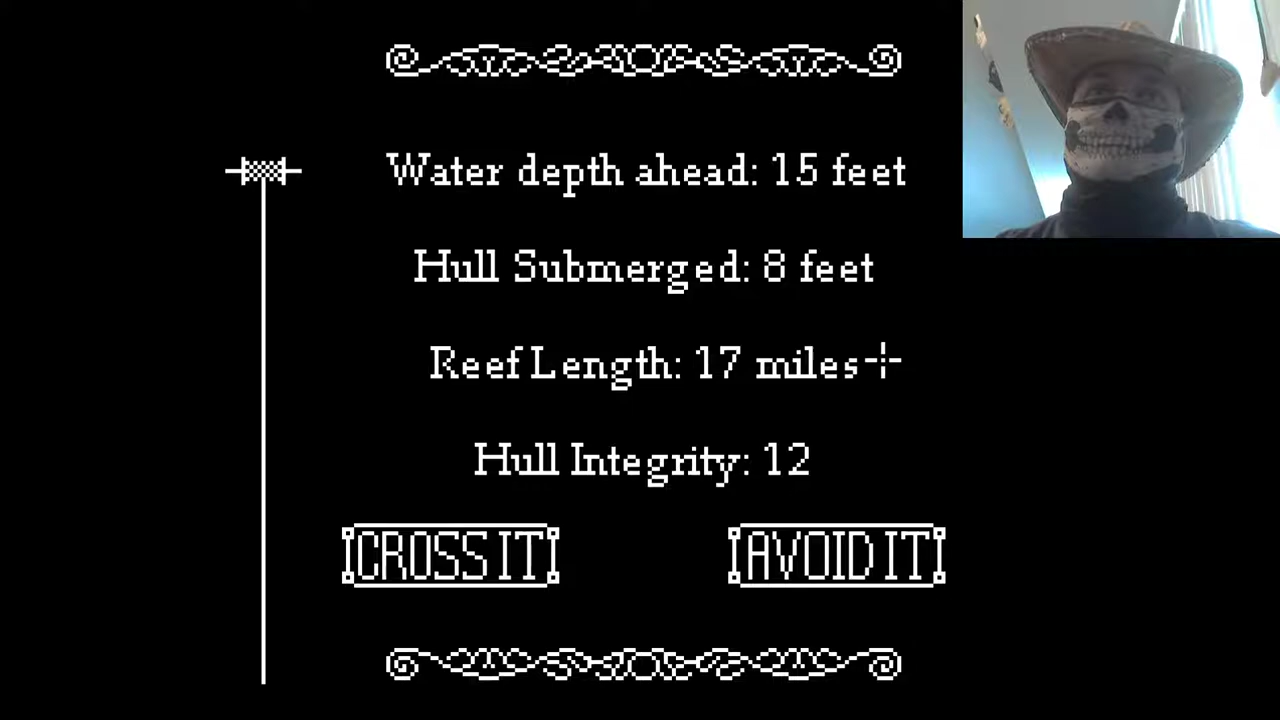 Water depth ahead: 15 feet
Hull Submerged: 8 feet
Reef Length: 17 miles
Hull Integrity: 12
CROSS IT
AVOID IT